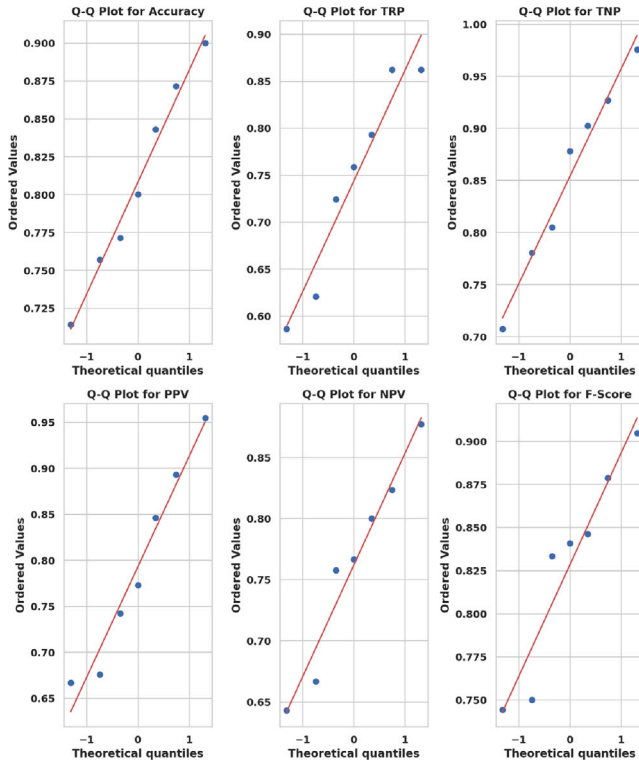 Q-Q Plot for Accuracy
Ordered Values
0.900
0.875
0.850
0.825
0.800
0.775
0.750
0.725
−1 0 1
Theoretical quantiles
Q-Q Plot for TRP
Ordered Values
0.90
0.85
0.80
0.75
0.70
0.65
0.60
−1 0 1
Theoretical quantiles
Q-Q Plot for TNP
Ordered Values
1.00
0.95
0.90
0.85
0.80
0.75
0.70
−1 0 1
Theoretical quantiles
Q-Q Plot for PPV
Ordered Values
0.95
0.90
0.85
0.80
0.75
0.70
0.65
−1 0 1
Theoretical quantiles
Q-Q Plot for NPV
Ordered Values
0.85
0.80
0.75
0.70
0.65
−1 0 1
Theoretical quantiles
Q-Q Plot for F-Score
Ordered Values
0.900
0.875
0.850
0.825
0.800
0.775
0.750
−1 0 1
Theoretical quantiles